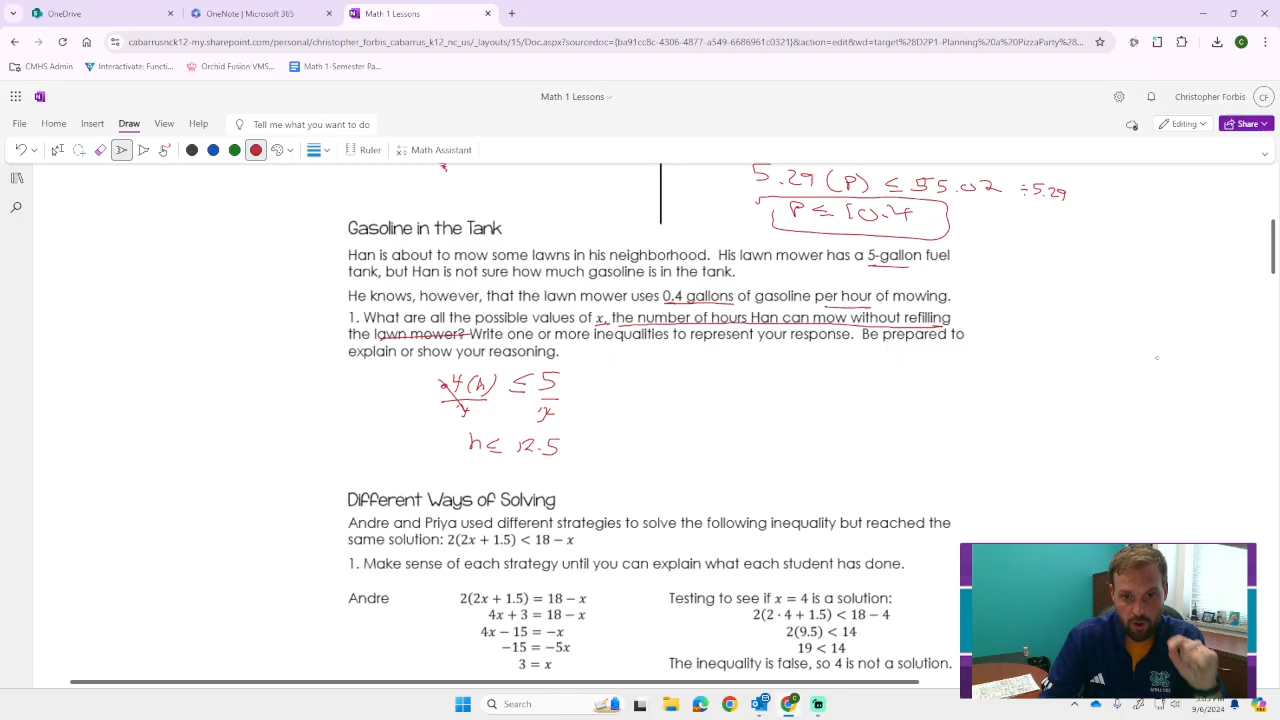 OneDrive
OneNote | Microsoft 365
Math 1 Lessons
cabarrusnck12-my.sharepoint.com/personal/christopher_forbis_cabarrus_k12_nc_us/_layouts/15/Doc.aspx?sourcedoc={ba91cc8c-4306-4877-a549-6686961c0321}&action=edit&wd=target%28D2P1-Planning%20a%20PizzaParty%...
CMHS Admin
Interactivate: Functi...
Orchid Fusion VMS...
Math 1-Semester Pa...
Math 1 Lessons
Christopher Forbis
CF
File Home Insert Draw View Help
Tell me what you want to do
Editing
Share
Ruler
Math Assistant
5.29 (P) ≤ 55.02 ÷5.29
P ≤ 10.4
Gasoline in the Tank
Han is about to mow some lawns in his neighborhood. His lawn mower has a 5-gallon fuel
tank, but Han is not sure how much gasoline is in the tank.
He knows, however, that the lawn mower uses 0.4 gallons of gasoline per hour of mowing.
1. What are all the possible values of x, the number of hours Han can mow without refilling
the lawn mower? Write one or more inequalities to represent your response. Be prepared to
explain or show your reasoning.
.4 (h) ≤ 5
.4 .4
h ≤ 12.5
Different Ways of Solving
Andre and Priya used different strategies to solve the following inequality but reached the
same solution: 2(2x + 1.5) < 18 − x
1. Make sense of each strategy until you can explain what each student has done.
Andre
2(2x + 1.5) = 18 − x
4x + 3 = 18 − x
4x − 15 = −x
−15 = −5x
3 = x
Testing to see if x = 4 is a solution:
2(2 · 4 + 1.5) < 18 − 4
2(9.5) < 14
19 < 14
The inequality is false, so 4 is not a solution.
Search
9/6/2024